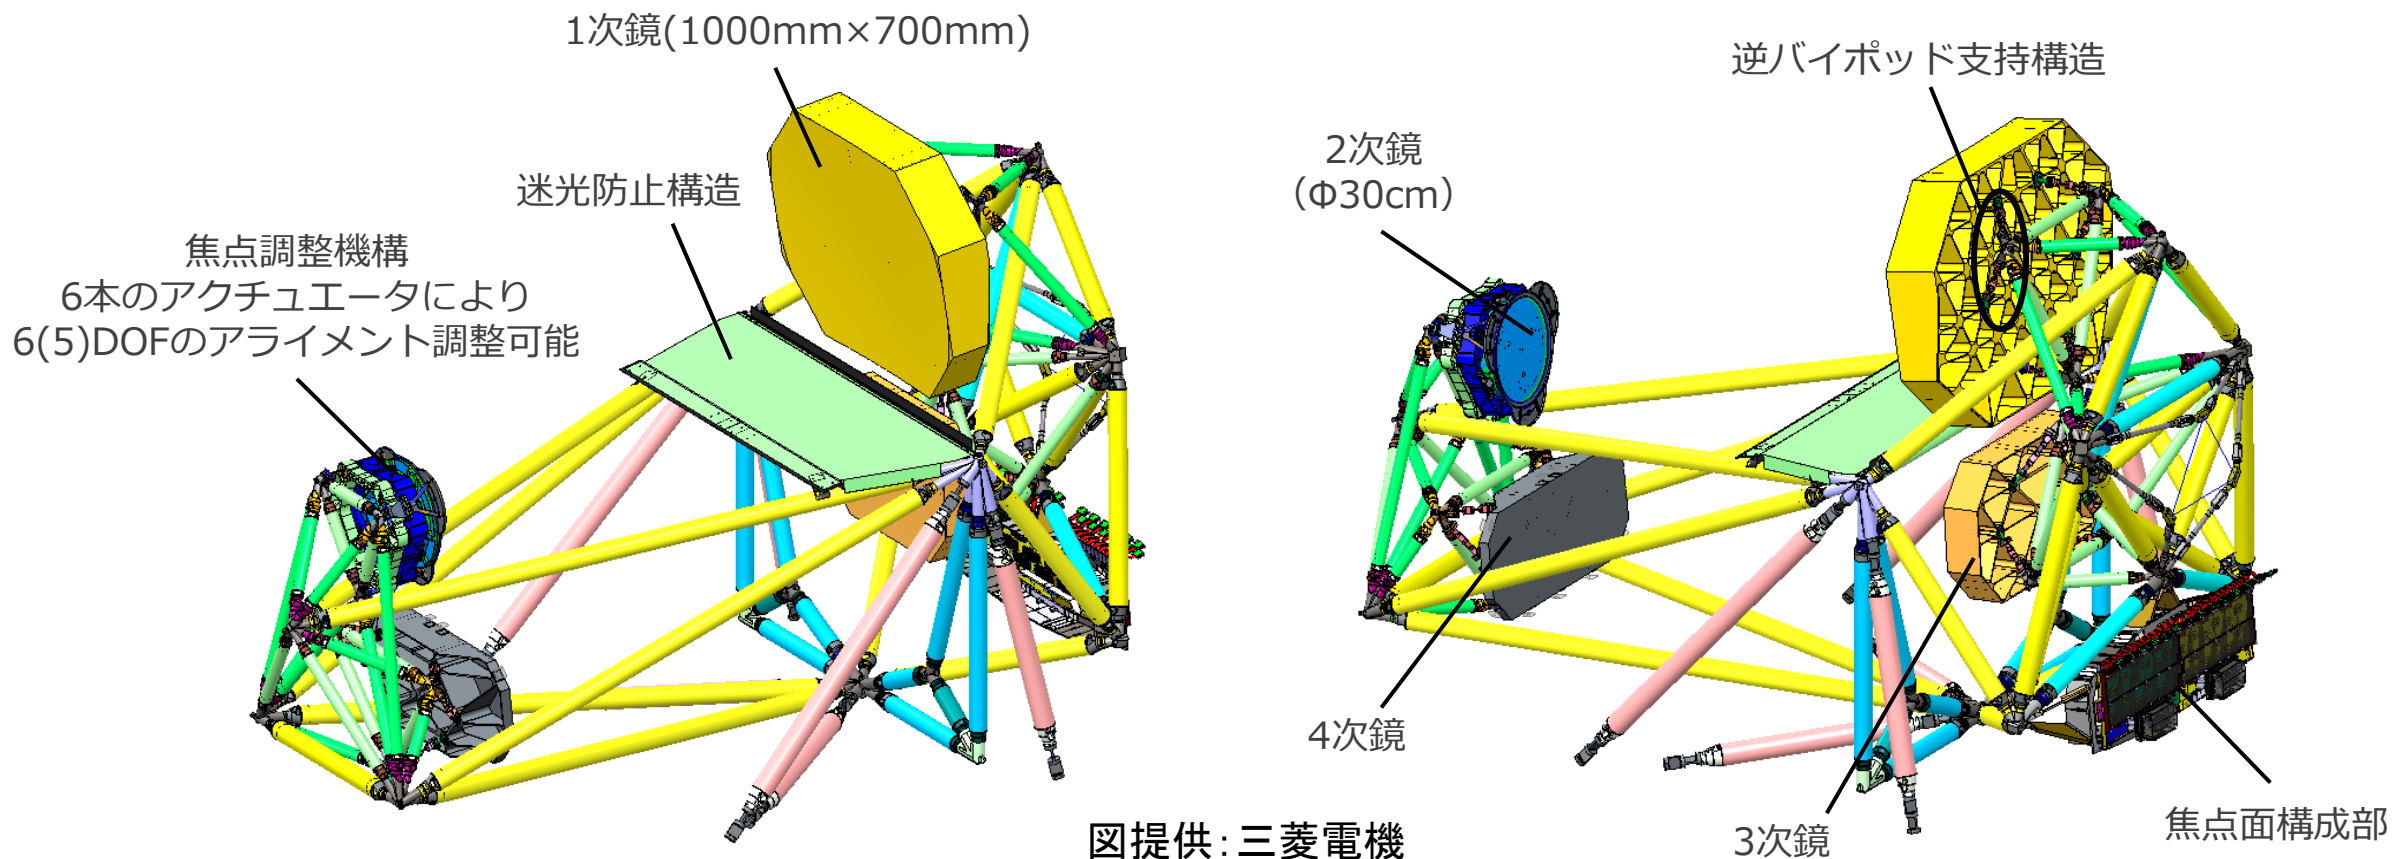 1次鏡(1000mm×700mm)
迷光防止構造
焦点調整機構
6本のアクチュエータにより
6(5)DOFのアライメント調整可能
逆バイポッド支持構造
2次鏡
（Φ30cm）
4次鏡
3次鏡
焦点面構成部
図提供：三菱電機